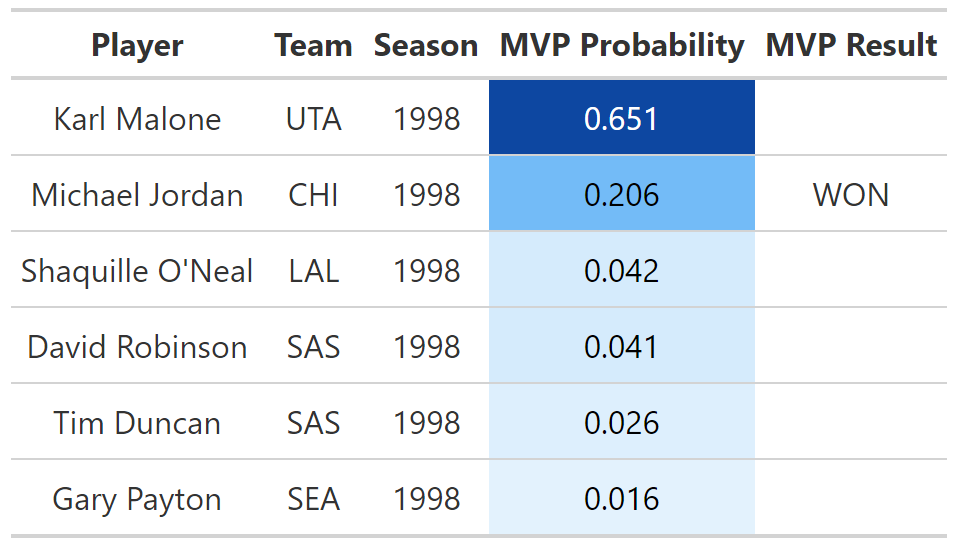 Player Team Season MVP Probability MVP Result
Karl Malone UTA 1998 0.651
Michael Jordan CHI 1998 0.206 WON
Shaquille O'Neal LAL 1998 0.042
David Robinson SAS 1998 0.041
Tim Duncan SAS 1998 0.026
Gary Payton SEA 1998 0.016